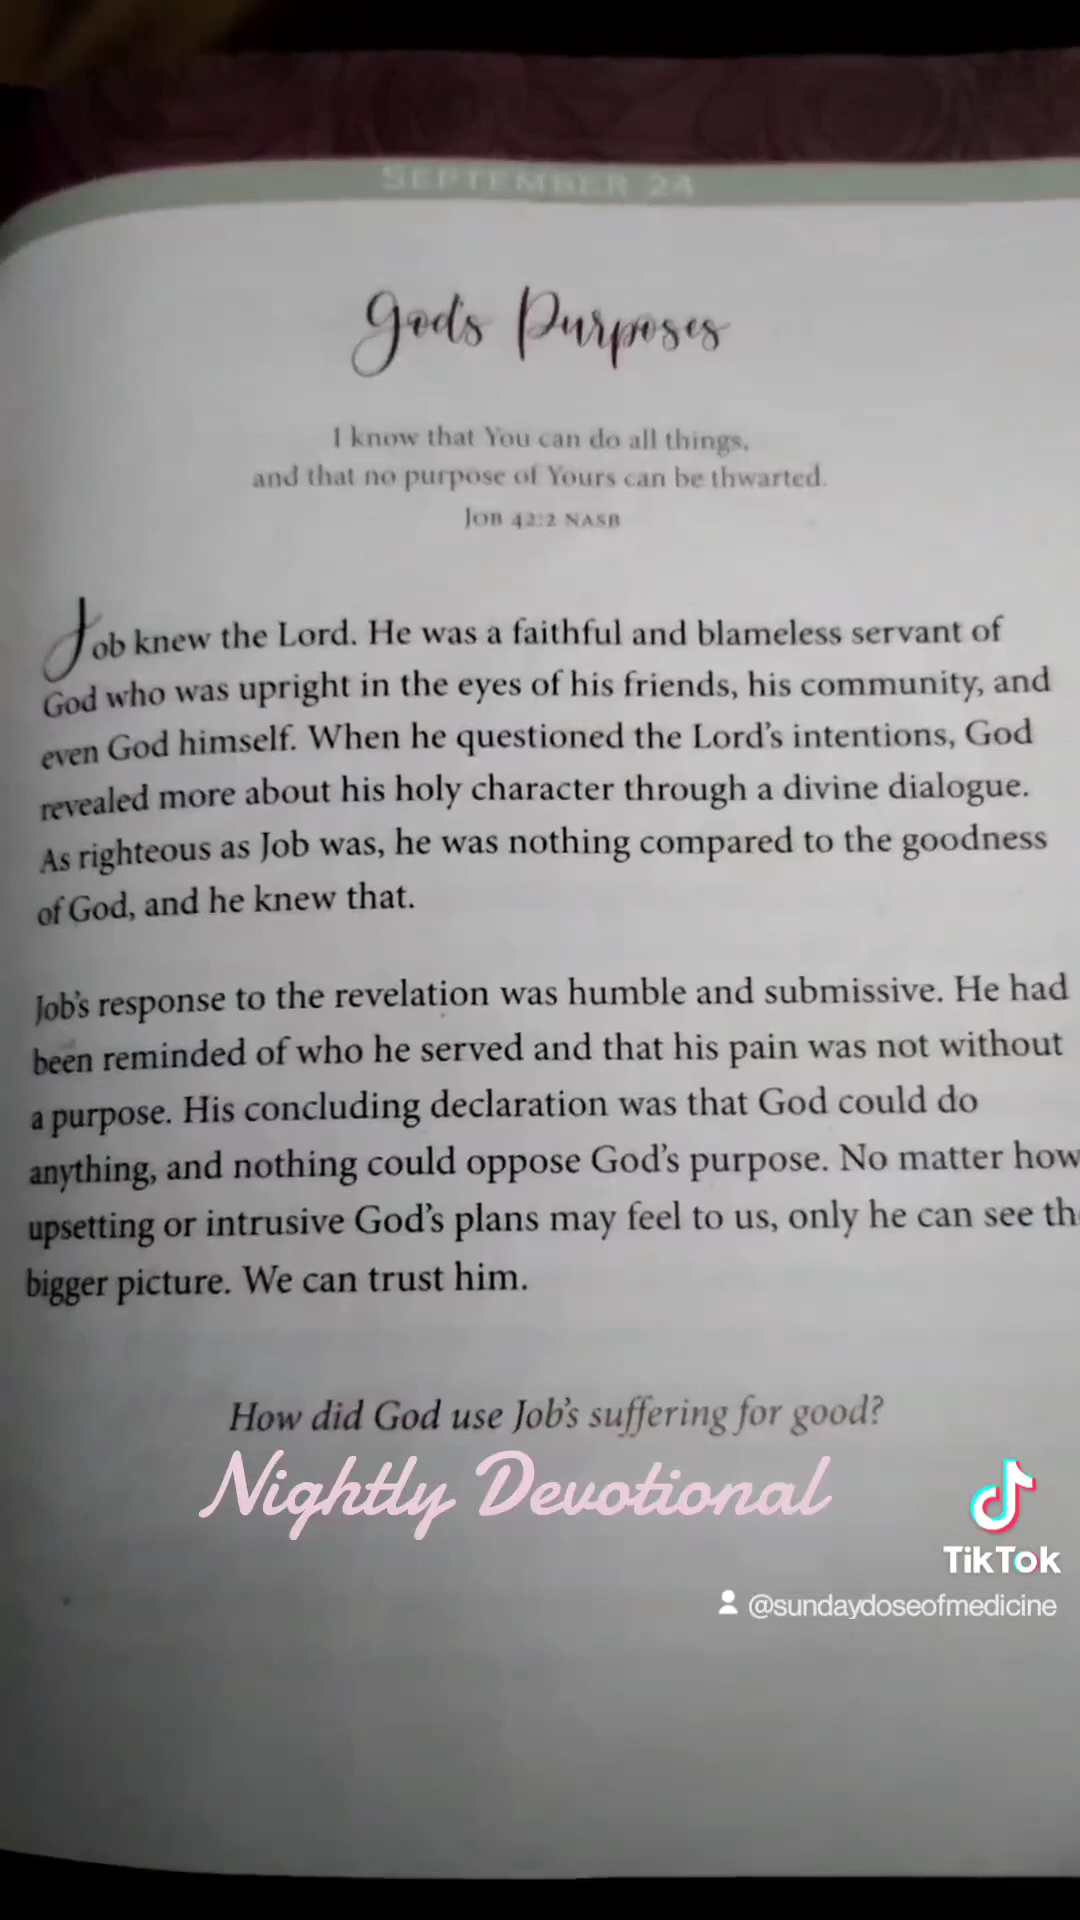 SEPTEMBER 24
God's Purposes
I know that You can do all things,
and that no purpose of Yours can be thwarted.
JOB 42:2 NASB
Job knew the Lord. He was a faithful and blameless servant of
God who was upright in the eyes of his friends, his community, and
even God himself. When he questioned the Lord's intentions, God
revealed more about his holy character through a divine dialogue.
As righteous as Job was, he was nothing compared to the goodness
of God, and he knew that.
Job's response to the revelation was humble and submissive. He had
been reminded of who he served and that his pain was not without
a purpose. His concluding declaration was that God could do
anything, and nothing could oppose God's purpose. No matter how
upsetting or intrusive God's plans may feel to us, only he can see th
bigger picture. We can trust him.
How did God use Job's suffering for good?
Nightly Devotional
TikTok
@sundaydoseofmedicine